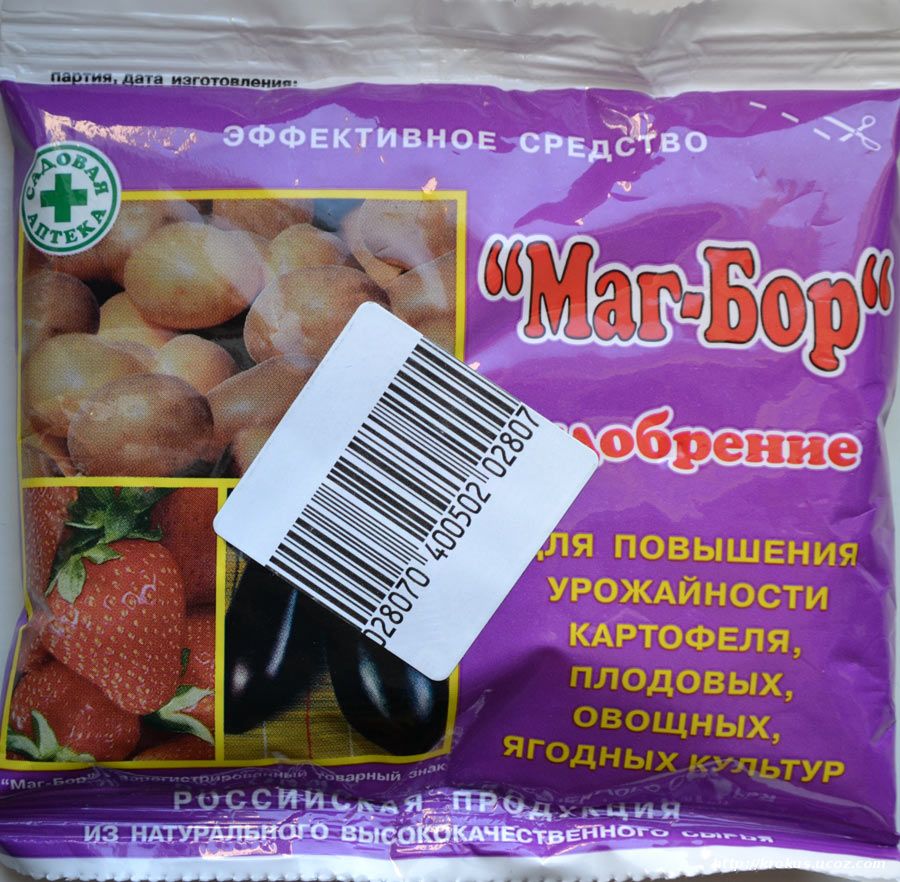 партия, дата изготовления:
ЭФФЕКТИВНОЕ СРЕДСТВО
САДОВАЯ
АПТЕКА
“Маг-Бор“
028070 400502 02807
ДЛЯ ПОВЫШЕНИЯ
УРОЖАЙНОСТИ
КАРТОФЕЛЯ,
ПЛОДОВЫХ,
ОВОЩНЫХ,
ЯГОДНЫХ КУЛЬТУР
"Маг-Бор" зарегистрированный товарный знак
РОССИЙСКАЯ ПРОДУКЦИЯ
ИЗ НАТУРАЛЬНОГО ВЫСОКОКАЧЕСТВЕННОГО СЫРЬЯ
http://krokus.ucoz.com